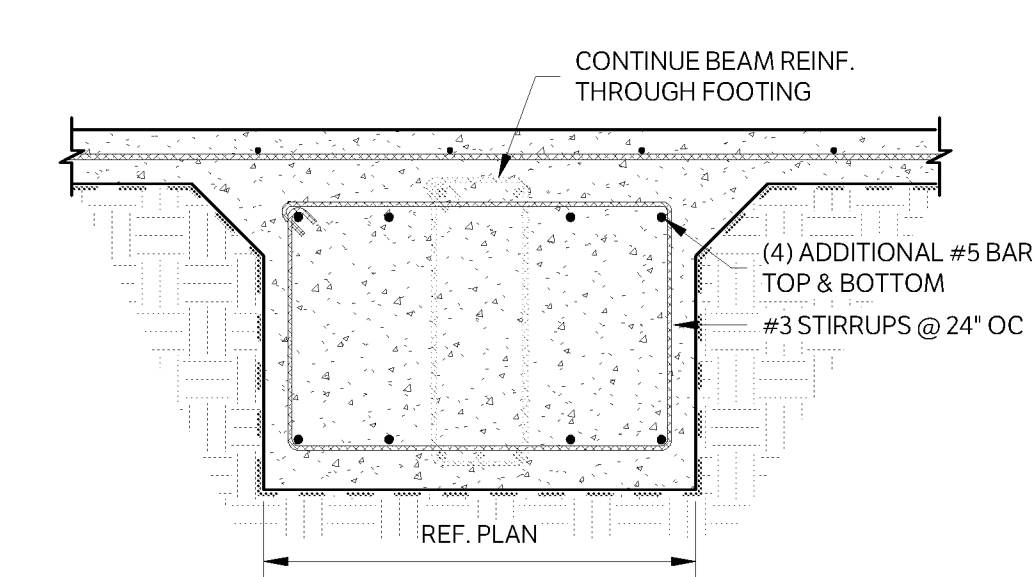 CONTINUE BEAM REINF.
THROUGH FOOTING
(4) ADDITIONAL #5 BAR
TOP & BOTTOM
#3 STIRRUPS @ 24" OC
REF. PLAN